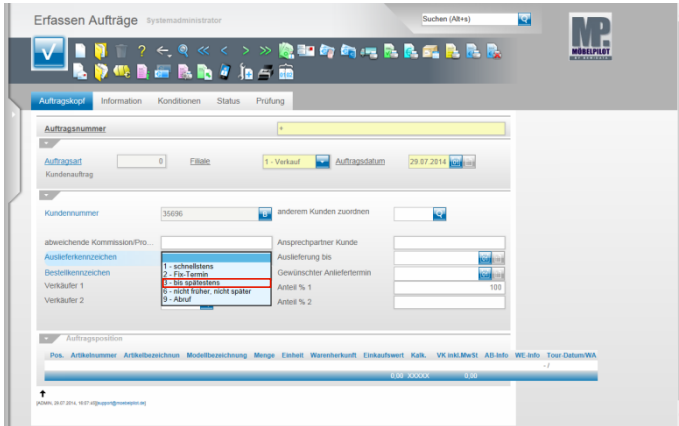 Erfassen Aufträge Systemadministrator
Suchen (Alt+s)
MP
MÖBELPILOT
Auftragskopf Information Konditionen Status Prüfung
Auftragsnummer +
Auftragsart 0 Filiale 1 - Verkauf Auftragsdatum 29.07.2014
Kundenauftrag
Kundennummer 35696 anderem Kunden zuordnen
abweichende Kommission/Pro... Ansprechpartner Kunde
Auslieferkennzeichen Auslieferung bis
1 - schnellstens
Bestellkennzeichen 2 - Fix-Termin Gewünschter Anliefertermin
Verkäufer 1 3 - bis spätestens Anteil % 1 100
6 - nicht früher, nicht später
Verkäufer 2 9 - Abruf Anteil % 2
Auftragsposition
Pos. Artikelnummer Artikelbezeichnun Modellbezeichnung Menge Einheit Warenherkunft Einkaufswert Kalk. VK inkl.MwSt AB-Info WE-Info Tour-Datum/WA
- /
0,00 XXXXX 0,00